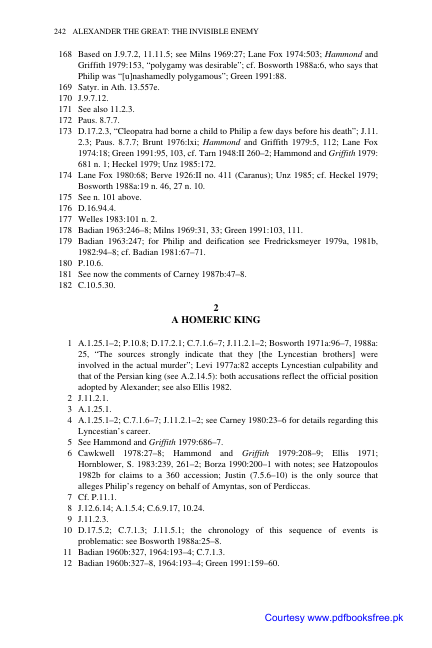 242 ALEXANDER THE GREAT: THE INVISIBLE ENEMY
168 Based on J.9.7.2, 11.11.5; see Milns 1969:27; Lane Fox 1974:503; Hammond and
Griffith 1979:153, “polygamy was desirable”; cf. Bosworth 1988a:6, who says that
Philip was “[u]nashamedly polygamous”; Green 1991:88.
169 Satyr. in Ath. 13.557e.
170 J.9.7.12.
171 See also 11.2.3.
172 Paus. 8.7.7.
173 D.17.2.3, “Cleopatra had borne a child to Philip a few days before his death”; J.11.
2.3; Paus. 8.7.7; Brunt 1976:lxi; Hammond and Griffith 1979:5, 112; Lane Fox
1974:18; Green 1991:95, 103, cf. Tarn 1948:II 260–2; Hammond and Griffith 1979:
681 n. 1; Heckel 1979; Unz 1985:172.
174 Lane Fox 1980:68; Berve 1926:II no. 411 (Caranus); Unz 1985; cf. Heckel 1979;
Bosworth 1988a:19 n. 46, 27 n. 10.
175 See n. 101 above.
176 D.16.94.4.
177 Welles 1983:101 n. 2.
178 Badian 1963:246–8; Milns 1969:31, 33; Green 1991:103, 111.
179 Badian 1963:247; for Philip and deification see Fredricksmeyer 1979a, 1981b,
1982:94–8; cf. Badian 1981:67–71.
180 P.10.6.
181 See now the comments of Carney 1987b:47–8.
182 C.10.5.30.
2
A HOMERIC KING
1 A.1.25.1–2; P.10.8; D.17.2.1; C.7.1.6–7; J.11.2.1–2; Bosworth 1971a:96–7, 1988a:
25, “The sources strongly indicate that they [the Lyncestian brothers] were
involved in the actual murder”; Levi 1977a:82 accepts Lyncestian culpability and
that of the Persian king (see A.2.14.5): both accusations reflect the official position
adopted by Alexander; see also Ellis 1982.
2 J.11.2.1.
3 A.1.25.1.
4 A.1.25.1–2; C.7.1.6–7; J.11.2.1–2; see Carney 1980:23–6 for details regarding this
Lyncestian’s career.
5 See Hammond and Griffith 1979:686–7.
6 Cawkwell 1978:27–8; Hammond and Griffith 1979:208–9; Ellis 1971;
Hornblower, S. 1983:239, 261–2; Borza 1990:200–1 with notes; see Hatzopoulos
1982b for claims to a 360 accession; Justin (7.5.6–10) is the only source that
alleges Philip’s regency on behalf of Amyntas, son of Perdiccas.
7 Cf. P.11.1.
8 J.12.6.14; A.1.5.4; C.6.9.17, 10.24.
9 J.11.2.3.
10 D.17.5.2; C.7.1.3; J.11.5.1; the chronology of this sequence of events is
problematic: see Bosworth 1988a:25–8.
11 Badian 1960b:327, 1964:193–4; C.7.1.3.
12 Badian 1960b:327–8, 1964:193–4; Green 1991:159–60.
Courtesy www.pdfbooksfree.pk